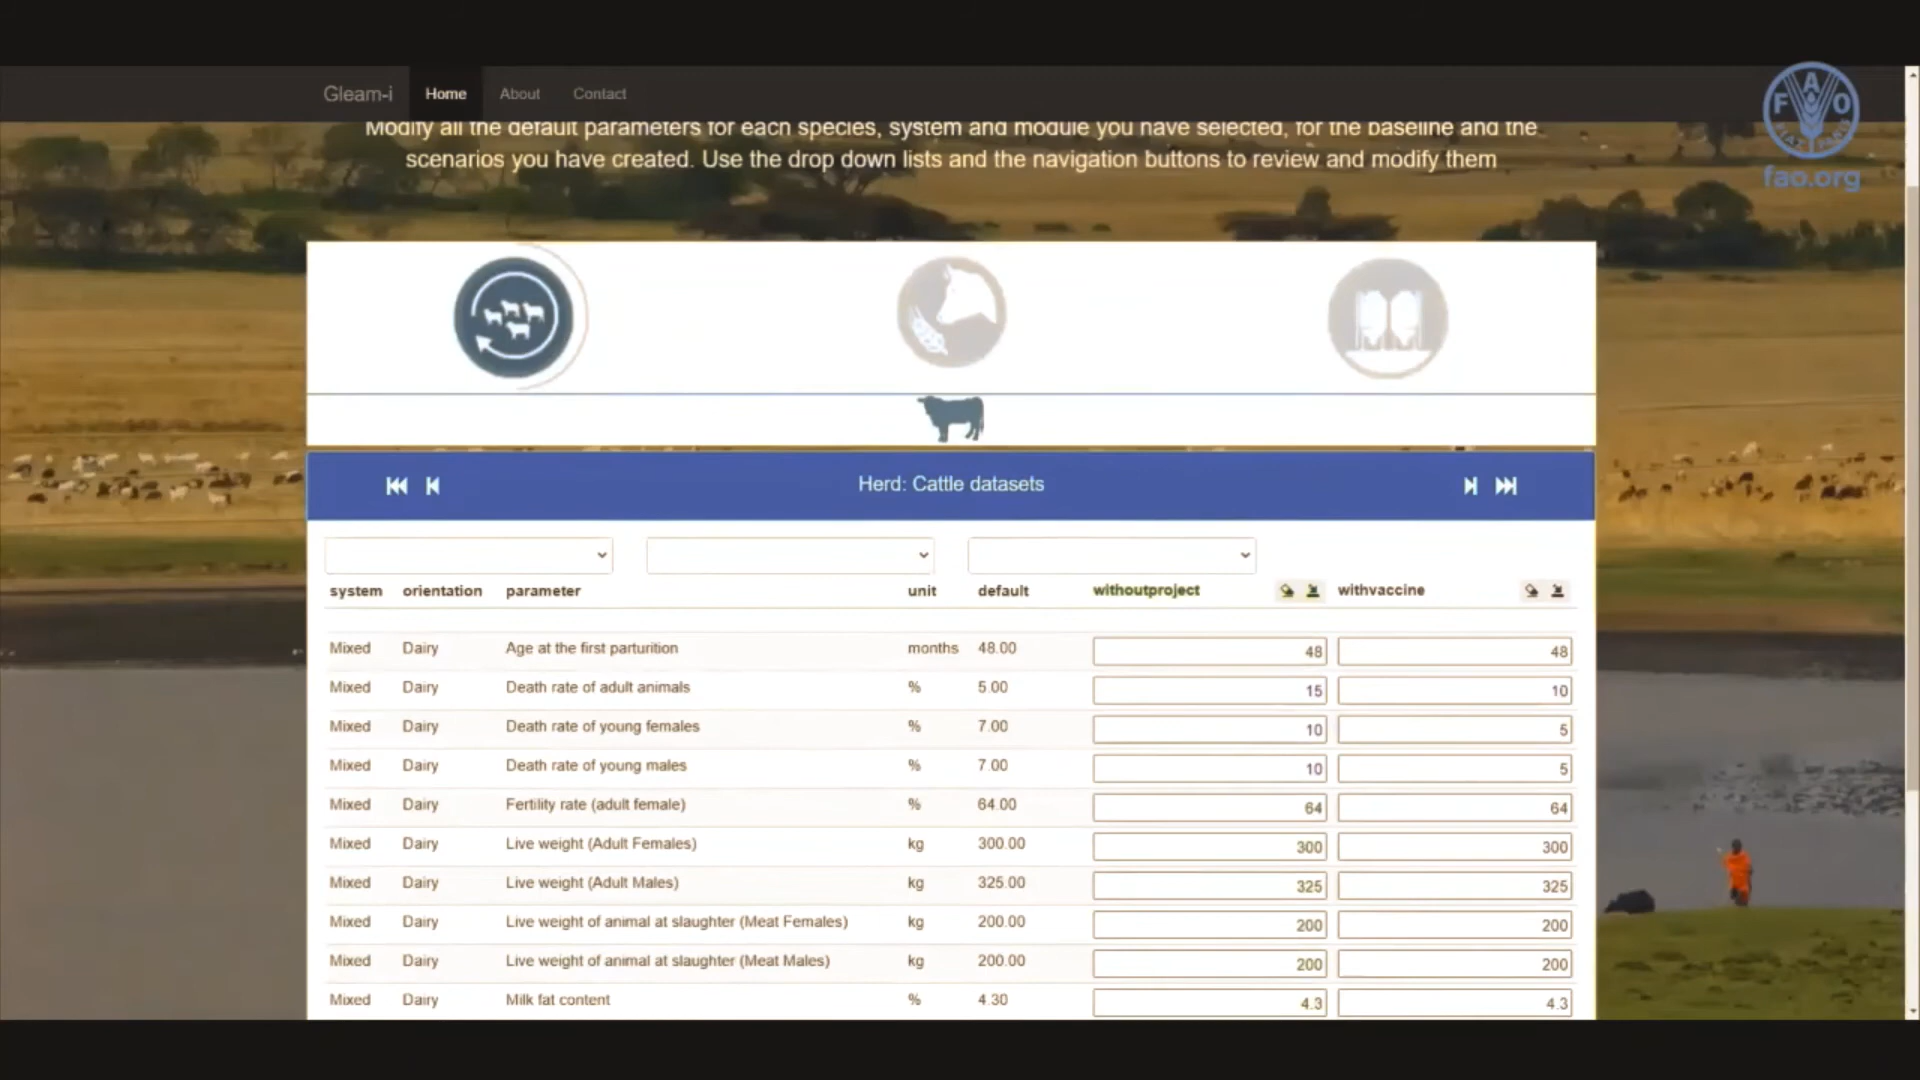 Gleam-i Home About Contact
FAO
fao.org
Modify all the default parameters for each species, system and module you have selected, for the baseline and the
scenarios you have created. Use the drop down lists and the navigation buttons to review and modify them
Herd: Cattle datasets
system orientation parameter unit default withoutproject withvaccine
Mixed Dairy Age at the first parturition months 48.00 48 48
Mixed Dairy Death rate of adult animals % 5.00 15 10
Mixed Dairy Death rate of young females % 7.00 10 5
Mixed Dairy Death rate of young males % 7.00 10 5
Mixed Dairy Fertility rate (adult female) % 64.00 64 64
Mixed Dairy Live weight (Adult Females) kg 300.00 300 300
Mixed Dairy Live weight (Adult Males) kg 325.00 325 325
Mixed Dairy Live weight of animal at slaughter (Meat Females) kg 200.00 200 200
Mixed Dairy Live weight of animal at slaughter (Meat Males) kg 200.00 200 200
Mixed Dairy Milk fat content % 4.30 4.3 4.3